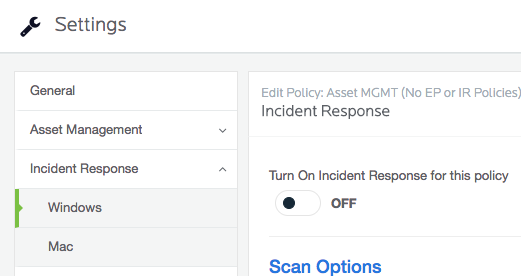 Settings
General
Asset Management
Incident Response
Windows
Mac
Edit Policy: Asset MGMT (No EP or IR Policies)
Incident Response
Turn On Incident Response for this policy
OFF
Scan Options